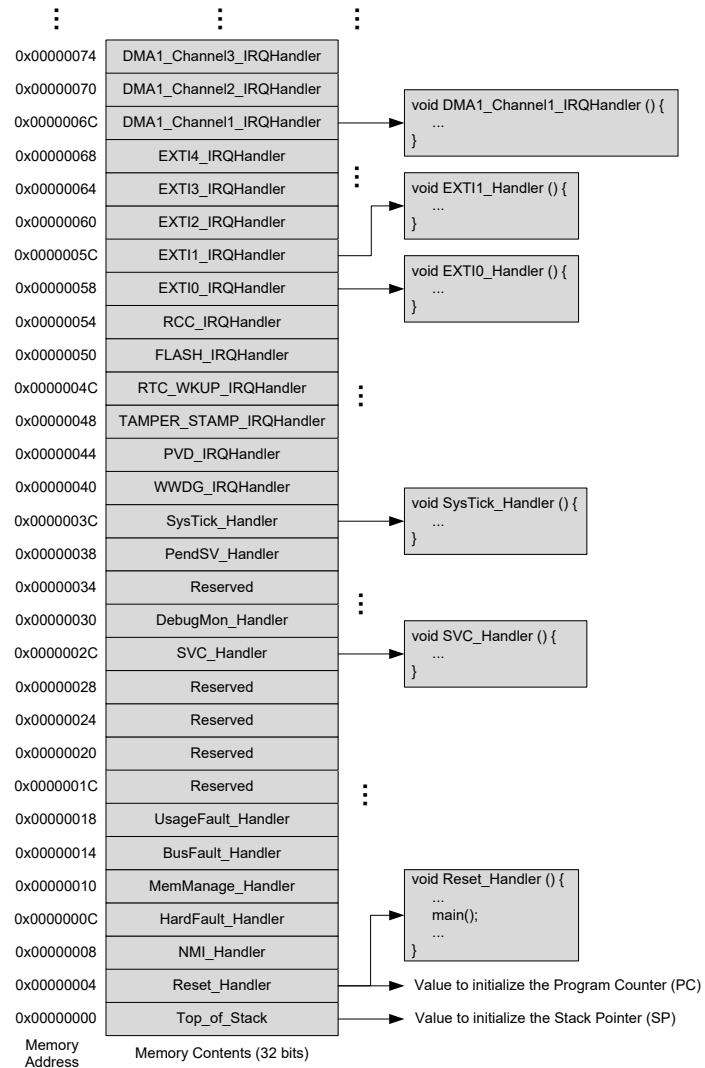 0x00000074 DMA1_Channel3_IRQHandler
0x00000070 DMA1_Channel2_IRQHandler
0x0000006C DMA1_Channel1_IRQHandler
void DMA1_Channel1_IRQHandler () {
...
}
0x00000068 EXTI4_IRQHandler
0x00000064 EXTI3_IRQHandler
0x00000060 EXTI2_IRQHandler
void EXTI1_Handler () {
...
}
0x0000005C EXTI1_IRQHandler
0x00000058 EXTI0_IRQHandler
void EXTI0_Handler () {
...
}
0x00000054 RCC_IRQHandler
0x00000050 FLASH_IRQHandler
0x0000004C RTC_WKUP_IRQHandler
0x00000048 TAMPER_STAMP_IRQHandler
0x00000044 PVD_IRQHandler
0x00000040 WWDG_IRQHandler
0x0000003C SysTick_Handler
void SysTick_Handler () {
...
}
0x00000038 PendSV_Handler
0x00000034 Reserved
0x00000030 DebugMon_Handler
0x0000002C SVC_Handler
void SVC_Handler () {
...
}
0x00000028 Reserved
0x00000024 Reserved
0x00000020 Reserved
0x0000001C Reserved
0x00000018 UsageFault_Handler
0x00000014 BusFault_Handler
0x00000010 MemManage_Handler
0x0000000C HardFault_Handler
0x00000008 NMI_Handler
void Reset_Handler () {
...
main();
...
}
0x00000004 Reset_Handler Value to initialize the Program Counter (PC)
0x00000000 Top_of_Stack Value to initialize the Stack Pointer (SP)
Memory
Address
Memory Contents (32 bits)